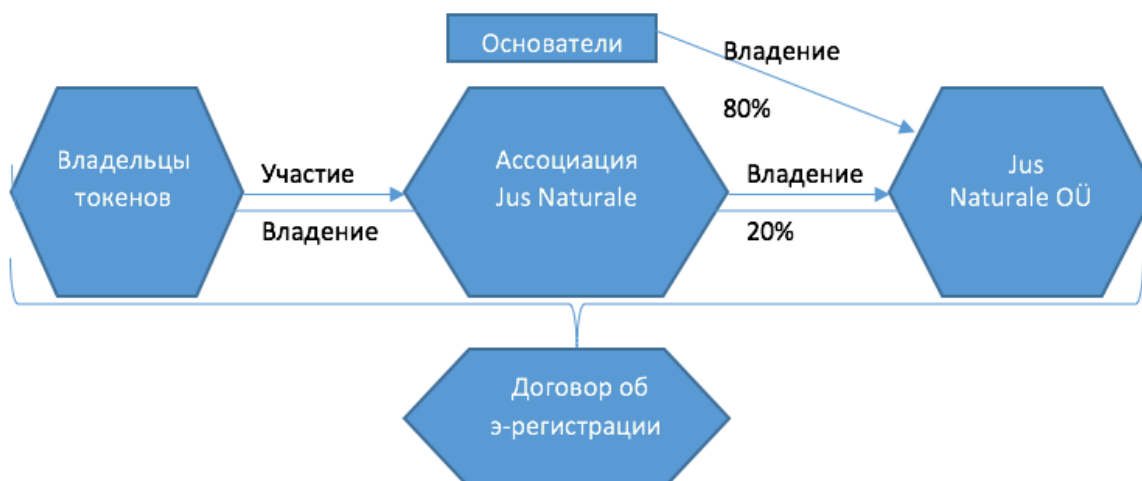 Основатели
Владение
80%
Владельцы
токенов
Участие
Владение
Ассоциация
Jus Naturale
Владение
20%
Jus
Naturale OÜ
Договор об
э-регистрации